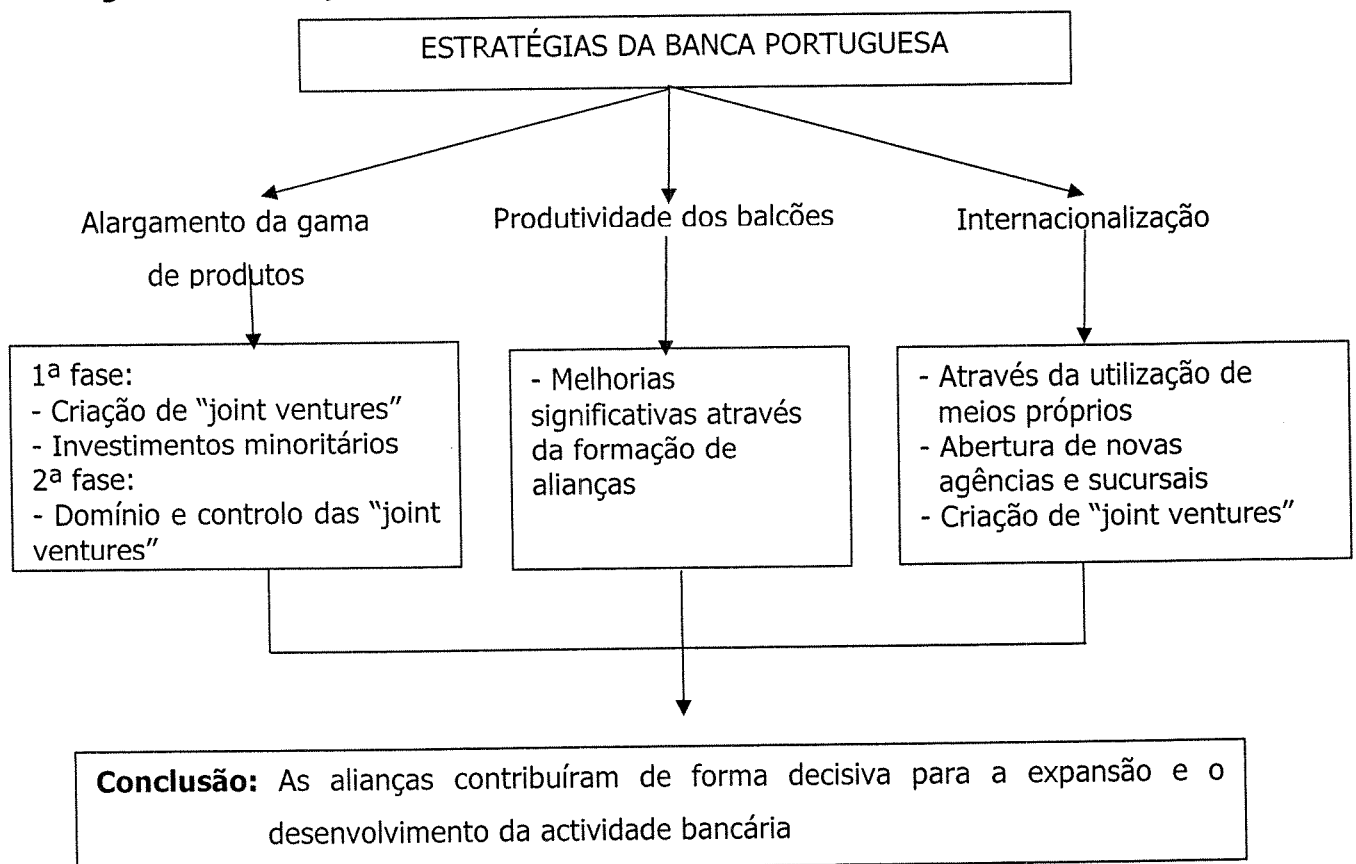 ESTRATÉGIAS DA BANCA PORTUGUESA
Alargamento da gama
de produtos
Produtividade dos balcões
Internacionalização
1ª fase:
- Criação de “joint ventures”
- Investimentos minoritários
2ª fase:
- Domínio e controlo das “joint
ventures”
- Melhorias
significativas através
da formação de
alianças
- Através da utilização de
meios próprios
- Abertura de novas
agências e sucursais
- Criação de “joint ventures”
Conclusão: As alianças contribuíram de forma decisiva para a expansão e o
desenvolvimento da actividade bancária